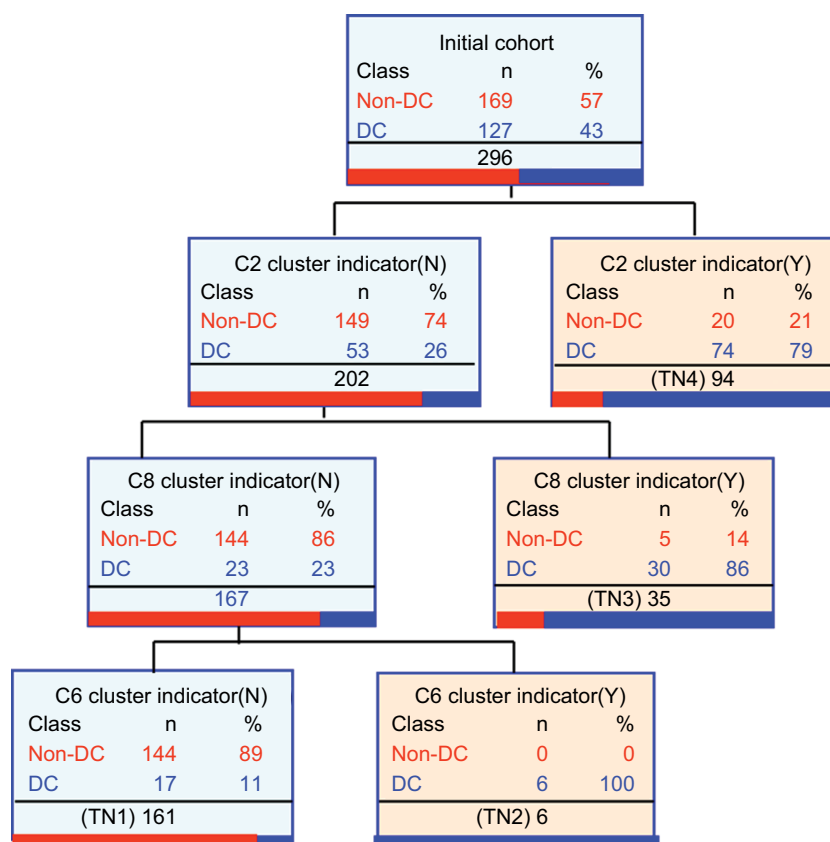 Initial cohort
Class n %
Non-DC 169 57
DC 127 43
296
C2 cluster indicator(N)
Class n %
Non-DC 149 74
DC 53 26
202
C2 cluster indicator(Y)
Class n %
Non-DC 20 21
DC 74 79
(TN4) 94
C8 cluster indicator(N)
Class n %
Non-DC 144 86
DC 23 23
167
C8 cluster indicator(Y)
Class n %
Non-DC 5 14
DC 30 86
(TN3) 35
C6 cluster indicator(N)
Class n %
Non-DC 144 89
DC 17 11
(TN1) 161
C6 cluster indicator(Y)
Class n %
Non-DC 0 0
DC 6 100
(TN2) 6